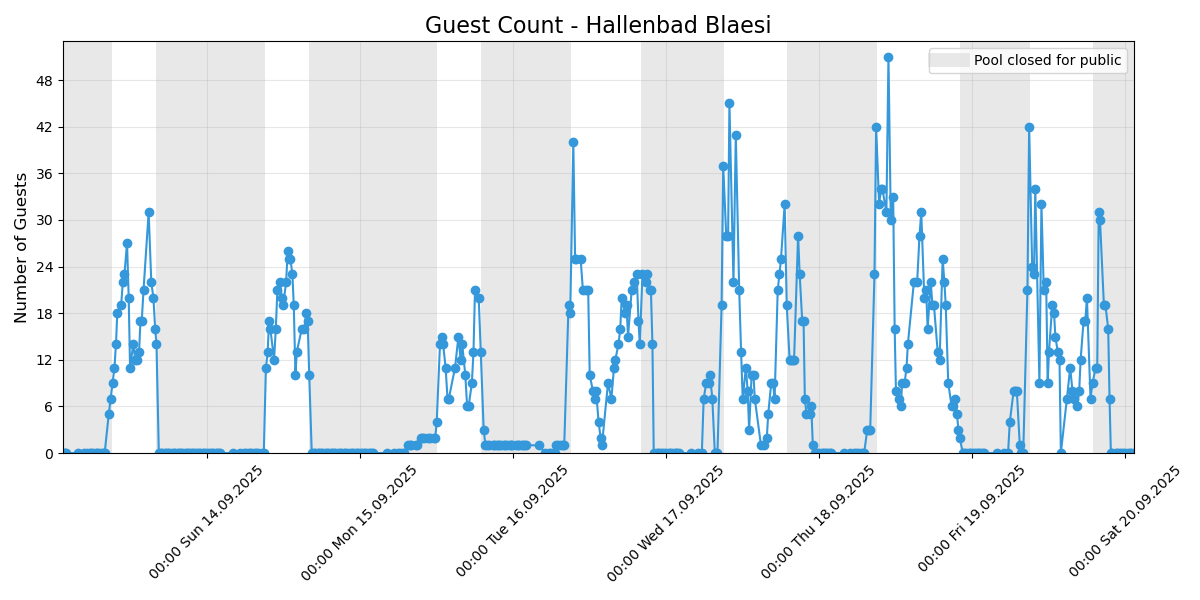 Guest Count - Hallenbad Blaesi
Pool closed for public
Number of Guests
48
42
36
30
24
18
12
6
0
00:00 Sun 14.09.2025
00:00 Mon 15.09.2025
00:00 Tue 16.09.2025
00:00 Wed 17.09.2025
00:00 Thu 18.09.2025
00:00 Fri 19.09.2025
00:00 Sat 20.09.2025